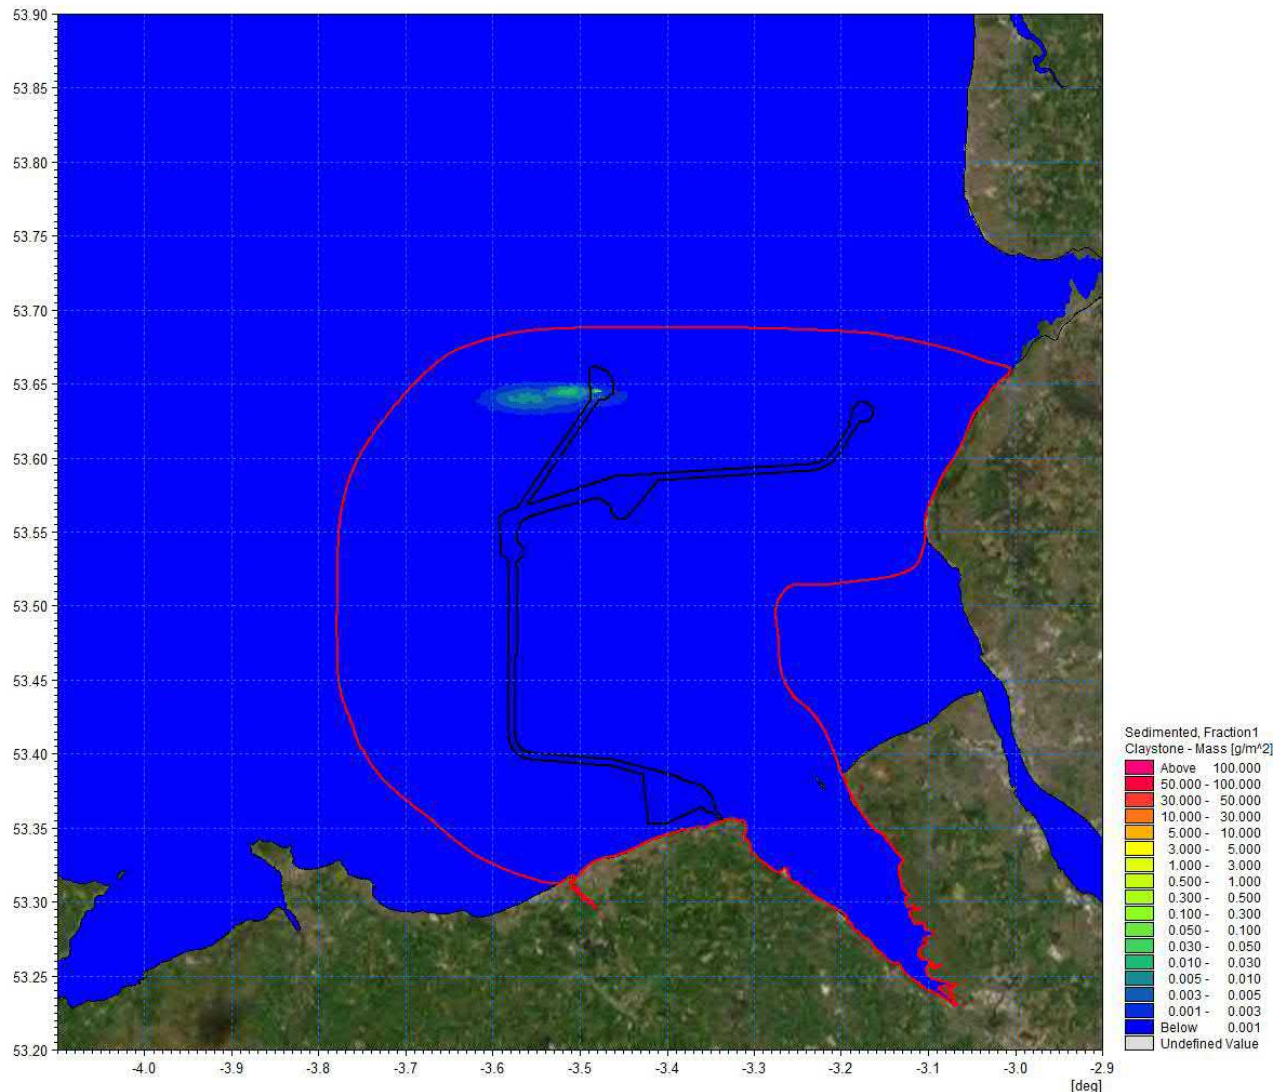 53.90
53.85
53.80
53.75
53.70
53.65
53.60
53.55
53.50
53.45
53.40
53.35
53.30
53.25
53.20
-4.0 -3.9 -3.8 -3.7 -3.6 -3.5 -3.4 -3.3 -3.2 -3.1 -3.0 -2.9
[deg]
Sedimented, Fraction1
Claystone - Mass [g/m^2]
Above 100.000
50.000 - 100.000
30.000 - 50.000
10.000 - 30.000
5.000 - 10.000
3.000 - 5.000
1.000 - 3.000
0.500 - 1.000
0.300 - 0.500
0.100 - 0.300
0.050 - 0.100
0.030 - 0.050
0.010 - 0.030
0.005 - 0.010
0.003 - 0.005
0.001 - 0.003
Below 0.001
Undefined Value